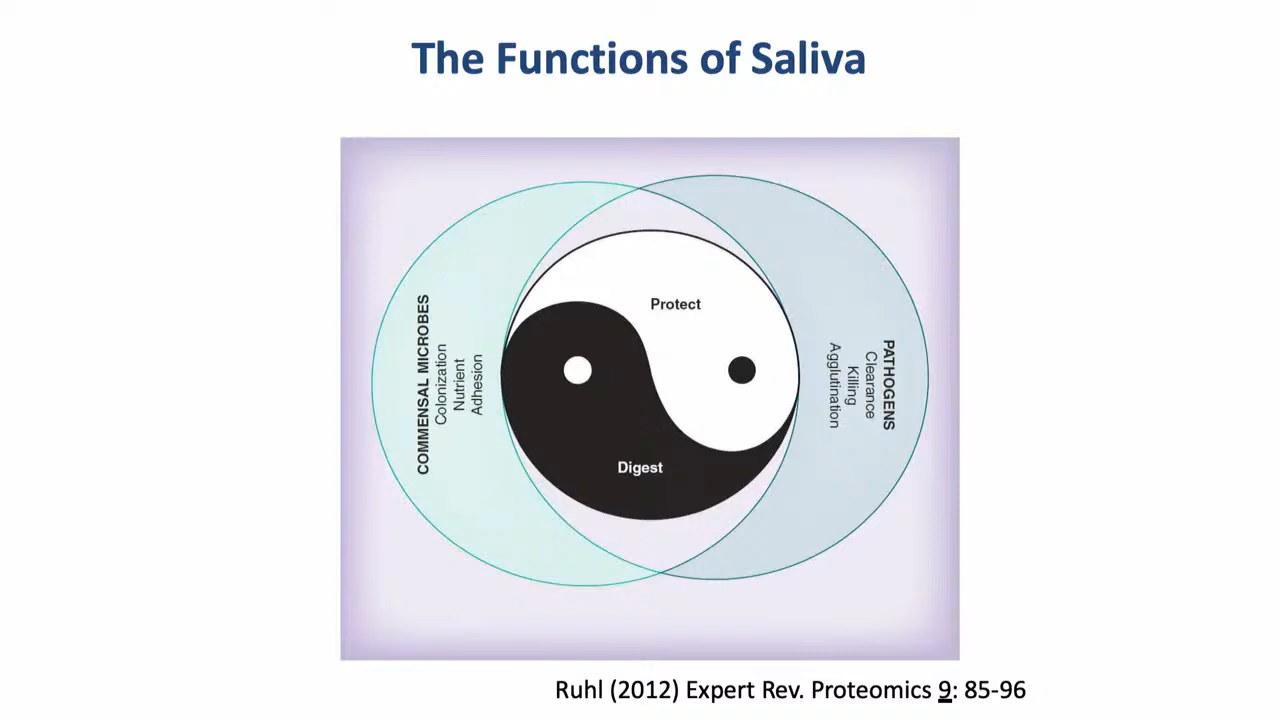 The Functions of Saliva
COMMENSAL MICROBES
Colonization
Nutrient
Adhesion
Protect
Digest
PATHOGENS
Clearance
Killing
Agglutination
Ruhl (2012) Expert Rev. Proteomics 9: 85-96